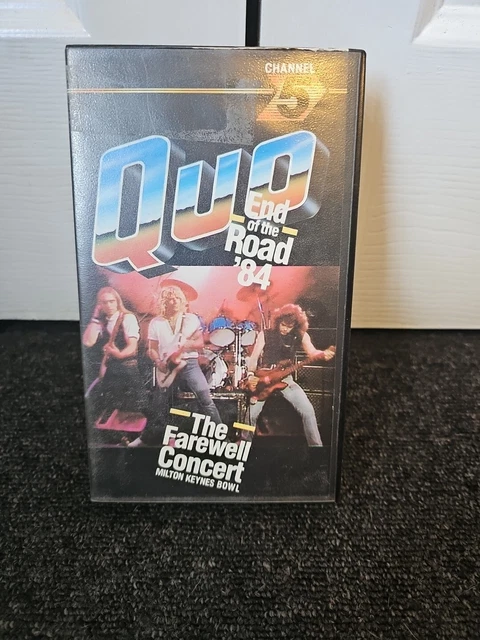 CHANNEL
5
QUO
End
of the
Road
'84
The
Farewell
Concert
MILTON KEYNES BOWL